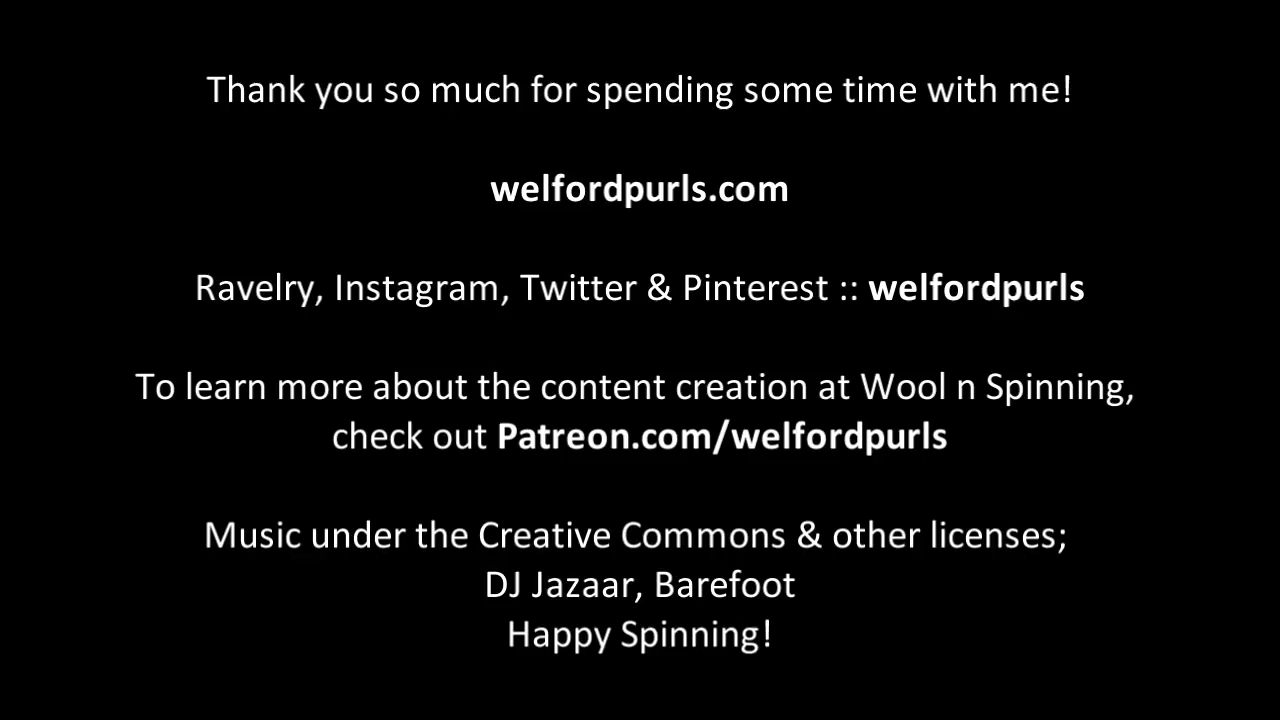 Thank you so much for spending some time with me!
welfordpurls.com
Ravelry, Instagram, Twitter & Pinterest :: welfordpurls
To learn more about the content creation at Wool n Spinning,
check out Patreon.com/welfordpurls
Music under the Creative Commons & other licenses;
DJ Jazaar, Barefoot
Happy Spinning!